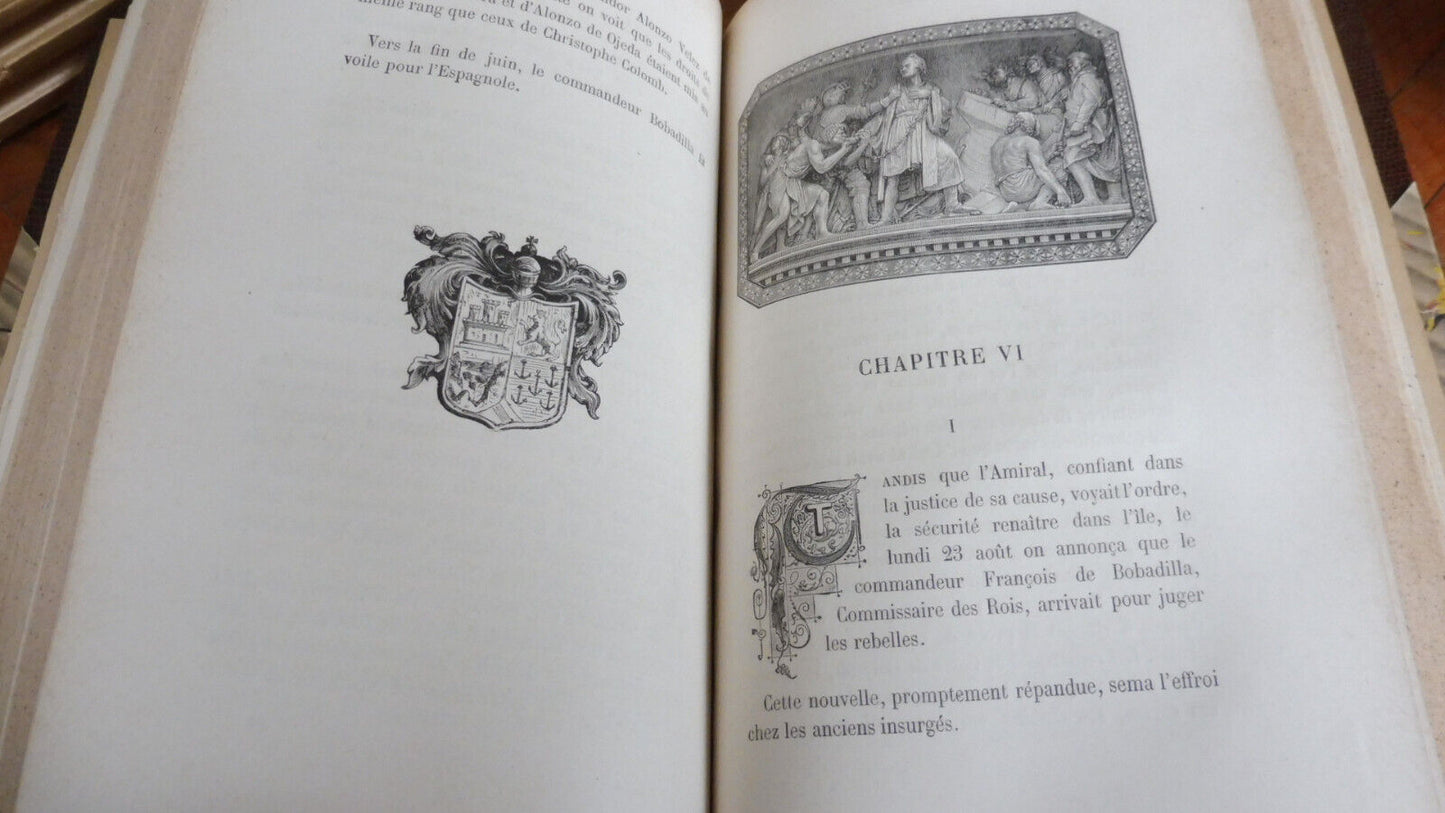 on voit que les droits de
et d'Alonzo de Ojeda étaient mis au
même rang que ceux de Christophe Colomb.
Vers la fin de juin, le commandeur Bobadilla fit
voile pour l'Espagnole.
CHAPITRE VI
I
TANDIS que l'Amiral, confiant dans
la justice de sa cause, voyait l'ordre,
la sécurité renaître dans l'île, le
lundi 23 août on annonça que le
commandeur François de Bobadilla,
Commissaire des Rois, arrivait pour juger
les rebelles.
Cette nouvelle, promptement répandue, sema l'effroi
chez les anciens insurgés.